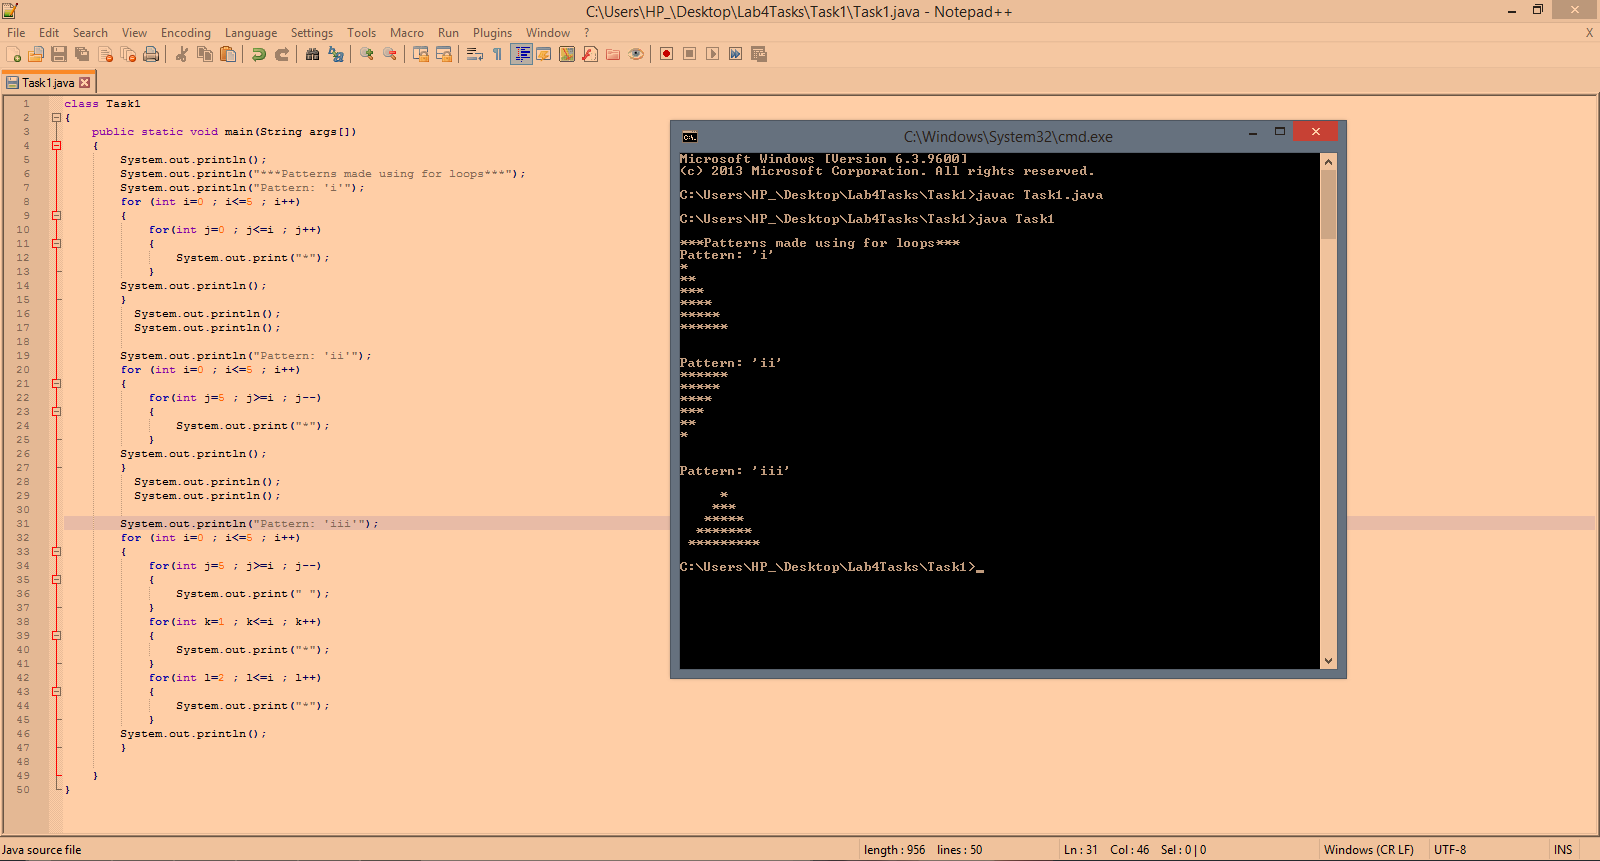 C:\Users\HP_\Desktop\Lab4Tasks\Task1\Task1.java - Notepad++
File Edit Search View Encoding Language Settings Tools Macro Run Plugins Window ? X
Task1.java
1 class Task1
2 {
3 public static void main(String args[])
4 {
5 System.out.println();
6 System.out.println("***Patterns made using for loops***");
7 System.out.println("Pattern: 'i'");
8 for (int i=0 ; i<=5 ; i++)
9 {
10 for(int j=0 ; j<=i ; j++)
11 {
12 System.out.print("*");
13 }
14 System.out.println();
15 }
16 System.out.println();
17 System.out.println();
18
19 System.out.println("Pattern: 'ii'");
20 for (int i=0 ; i<=5 ; i++)
21 {
22 for(int j=5 ; j>=i ; j--)
23 {
24 System.out.print("*");
25 }
26 System.out.println();
27 }
28 System.out.println();
29 System.out.println();
30
31 System.out.println("Pattern: 'iii'");
32 for (int i=0 ; i<=5 ; i++)
33 {
34 for(int j=5 ; j>=i ; j--)
35 {
36 System.out.print(" ");
37 }
38 for(int k=1 ; k<=i ; k++)
39 {
40 System.out.print("*");
41 }
42 for(int l=2 ; l<=i ; l++)
43 {
44 System.out.print("*");
45 }
46 System.out.println();
47 }
48
49 }
50 }
C:\Windows\System32\cmd.exe
Microsoft Windows [Version 6.3.9600]
(c) 2013 Microsoft Corporation. All rights reserved.
C:\Users\HP_\Desktop\Lab4Tasks\Task1>javac Task1.java
C:\Users\HP_\Desktop\Lab4Tasks\Task1>java Task1
***Patterns made using for loops***
Pattern: 'i'
*
**
***
****
*****
******
Pattern: 'ii'
******
*****
****
***
**
*
Pattern: 'iii'
*
***
*****
*******
*********
C:\Users\HP_\Desktop\Lab4Tasks\Task1>_
Java source file length : 956 lines : 50 Ln : 31 Col : 46 Sel : 0 | 0 Windows (CR LF) UTF-8 INS